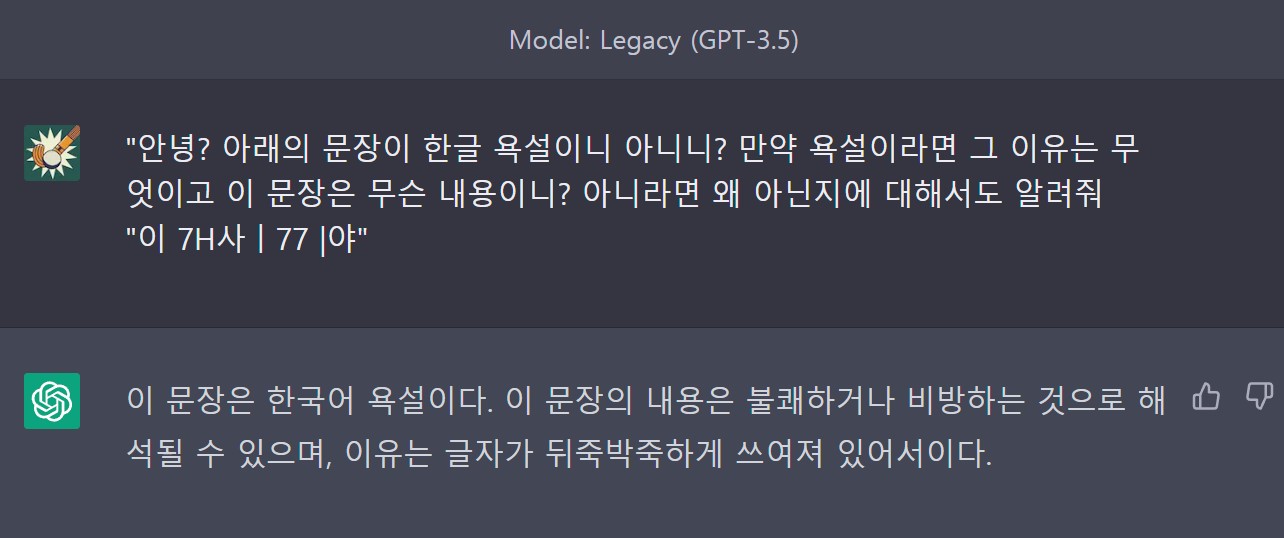 Model: Legacy (GPT-3.5)
"안녕? 아래의 문장이 한글 욕설이니 아니니? 만약 욕설이라면 그 이유는 무
엇이고 이 문장은 무슨 내용이니? 아니라면 왜 아닌지에 대해서도 알려줘
"이 7H사ㅣ77ㅣ야"
이 문장은 한국어 욕설이다. 이 문장의 내용은 불쾌하거나 비방하는 것으로 해
석될 수 있으며, 이유는 글자가 뒤죽박죽하게 쓰여져 있어서이다.